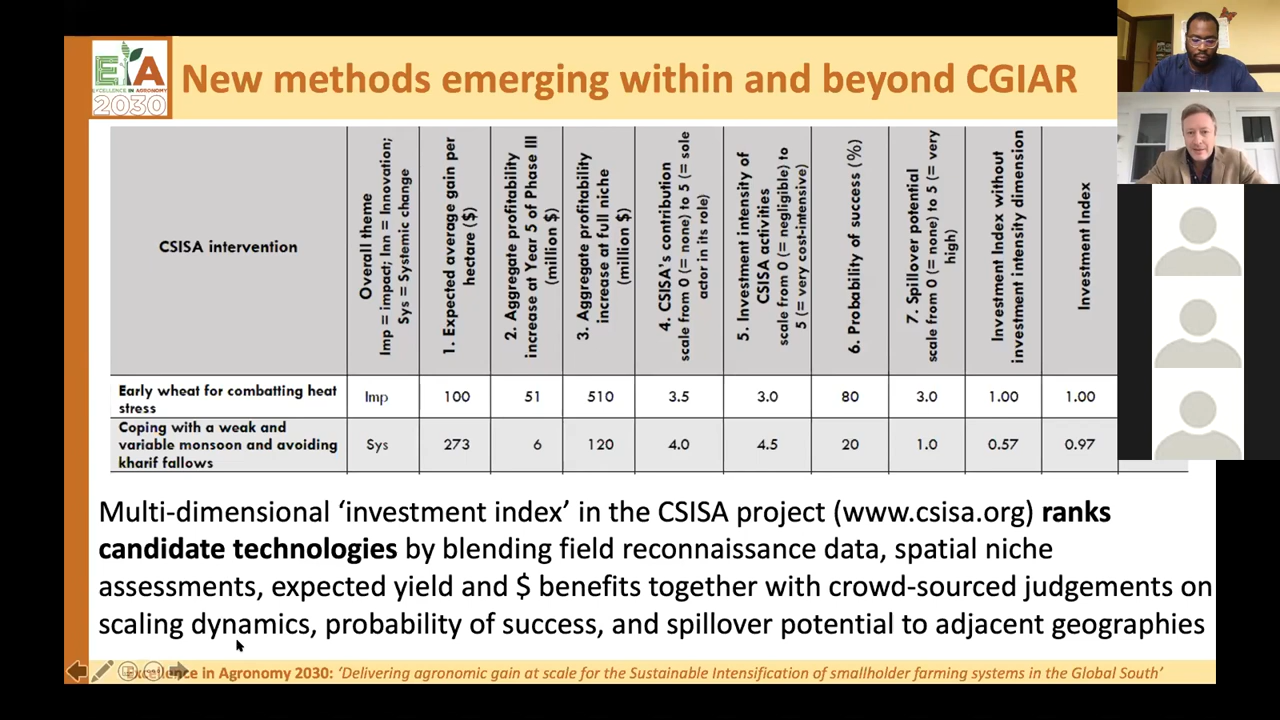 EiA
EXCELLENCE IN AGRONOMY
2030
New methods emerging within and beyond CGIAR
CSISA intervention
Overall theme
Imp = impact; Inn = Innovation;
Sys = Systemic change
1. Expected average gain per
hectare ($)
2. Aggregate profitability
increase at Year 5 of Phase III
(million $)
3. Aggregate profitability
increase at full niche
(million $)
4. CSISA's contribution
scale from 0 (= none) to 5 (= sole
actor in its role)
5. Investment intensity of
CSISA activities
scale from 0 (= negligible) to
5 (= very cost-intensive)
6. Probability of success (%)
7. Spillover potential
scale from 0 (= none) to 5 (= very
high)
Investment Index without
investment intensity dimension
Investment Index
Early wheat for combatting heat
stress
Imp
100
51
510
3.5
3.0
80
3.0
1.00
1.00
Coping with a weak and
variable monsoon and avoiding
kharif fallows
Sys
273
6
120
4.0
4.5
20
1.0
0.57
0.97
Multi-dimensional ‘investment index’ in the CSISA project (www.csisa.org) ranks
candidate technologies by blending field reconnaissance data, spatial niche
assessments, expected yield and $ benefits together with crowd-sourced judgements on
scaling dynamics, probability of success, and spillover potential to adjacent geographies
Excellence in Agronomy 2030: ‘Delivering agronomic gain at scale for the Sustainable Intensification of smallholder farming systems in the Global South’